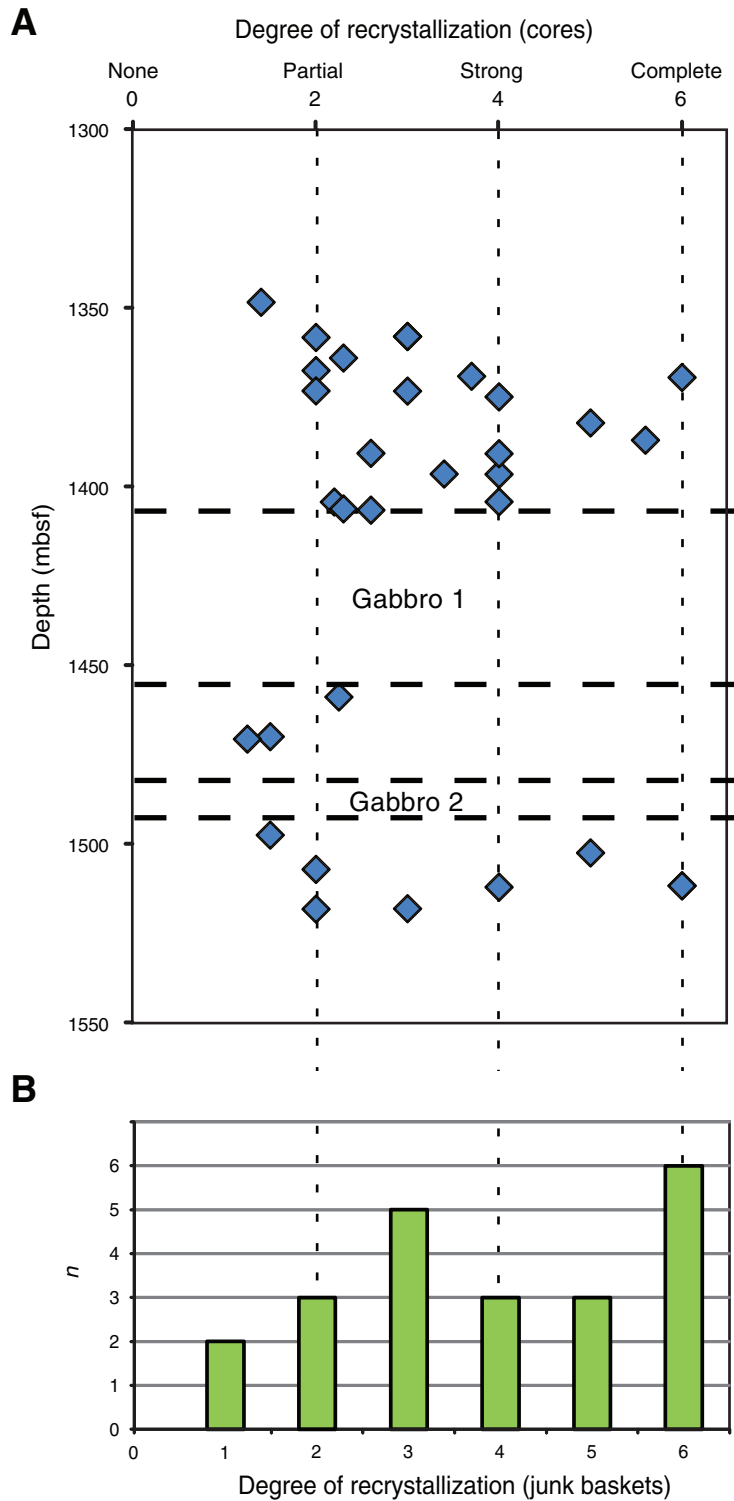 A
Degree of recrystallization (cores)
None Partial Strong Complete
0 2 4 6
1300
1350
1400
Depth (mbsf)
Gabbro 1
1450
Gabbro 2
1500
1550
B
6
5
4
n
3
2
1
0
0 1 2 3 4 5 6
Degree of recrystallization (junk baskets)